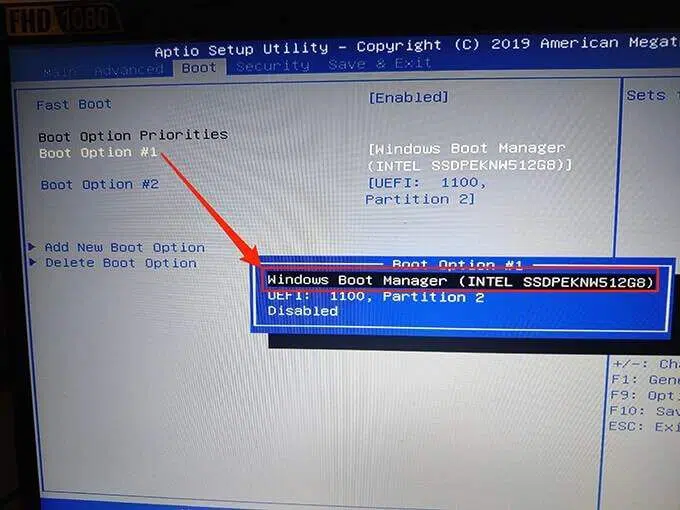 FHD 1080
Aptio Setup Utility - Copyright (C) 2019 American
Main Advanced Boot Security Save & Exit
Fast Boot [Enabled] Sets
Boot Option Priorities
Boot Option #1 [Windows Boot Manager
(INTEL SSDPEKNW512G8)]
Boot Option #2 [UEFI: 1100,
Partition 2]
Add New Boot Option
Delete Boot Option
Boot Option #1
Windows Boot Manager (INTEL SSDPEKNW512G8)
UEFI: 1100, Partition 2
Disabled
+/-: Ch
F1: Gene
F9: Opti
F10: Sav
ESC: Exi